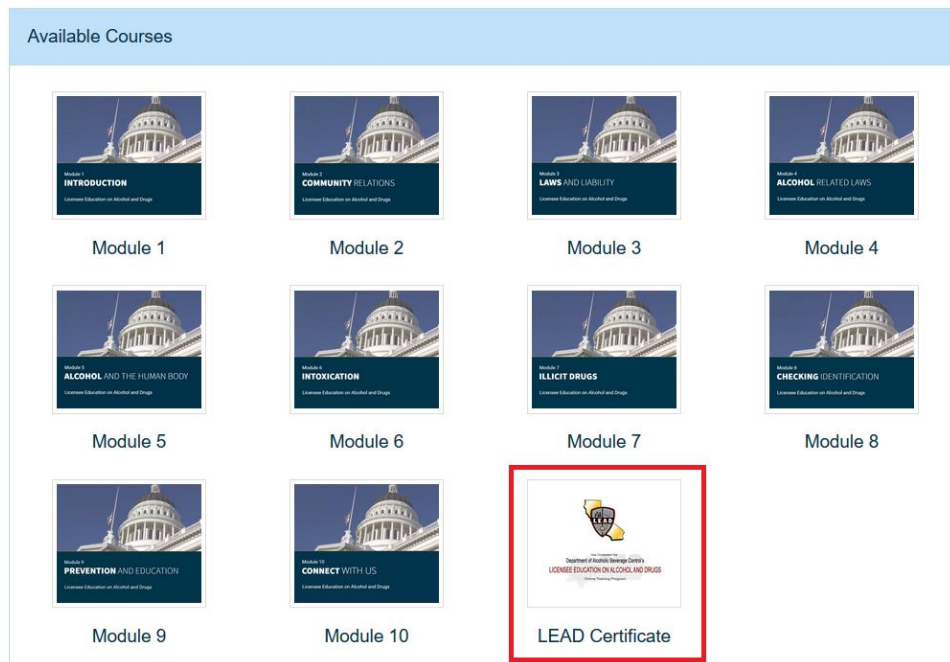 Available Courses
Module 1
INTRODUCTION
Licensee Education on Alcohol and Drugs
Module 1
Module 2
COMMUNITY RELATIONS
Licensee Education on Alcohol and Drugs
Module 2
Module 3
LAWS AND LIABILITY
Licensee Education on Alcohol and Drugs
Module 3
Module 4
ALCOHOL RELATED LAWS
Licensee Education on Alcohol and Drugs
Module 4
Module 5
ALCOHOL AND THE HUMAN BODY
Licensee Education on Alcohol and Drugs
Module 5
Module 6
INTOXICATION
Licensee Education on Alcohol and Drugs
Module 6
Module 7
ILLICIT DRUGS
Licensee Education on Alcohol and Drugs
Module 7
Module 8
CHECKING IDENTIFICATION
Licensee Education on Alcohol and Drugs
Module 8
Module 9
PREVENTION AND EDUCATION
Licensee Education on Alcohol and Drugs
Module 9
Module 10
CONNECT WITH US
Licensee Education on Alcohol and Drugs
Module 10
LEAD
Has Completed the
Department of Alcoholic Beverage Control's
LICENSEE EDUCATION ON ALCOHOL AND DRUGS
Online Training Program
LEAD Certificate